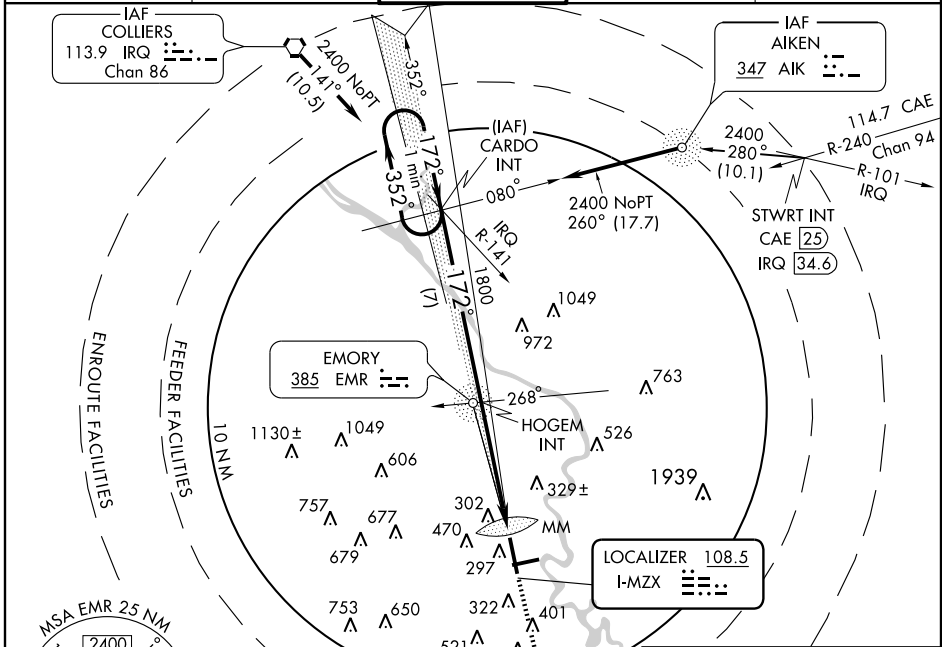 IAF
COLLIERS
113.9 IRQ
Chan 86
2400 NoPT
141°
(10.5)
352°
IAF
AIKEN
347 AIK
114.7 CAE
R-240 Chan 94
2400
280°
(10.1)
R-101
IRQ
(IAF)
CARDO
INT
172°
1 min
352°
080°
2400 NoPT
260° (17.7)
STWRT INT
CAE 25
IRQ 34.6
IRQ
R-141
1800
172°
(7)
1049
972
ENROUTE FACILITIES
FEEDER FACILITIES
10 NM
EMORY
385 EMR
763
268°
HOGEM
INT
1130±
1049
606
526
1939
329±
757
677
679
302
470
MM
297
LOCALIZER 108.5
I-MZX
753
650
322
401
521
MSA EMR 25 NM
2400